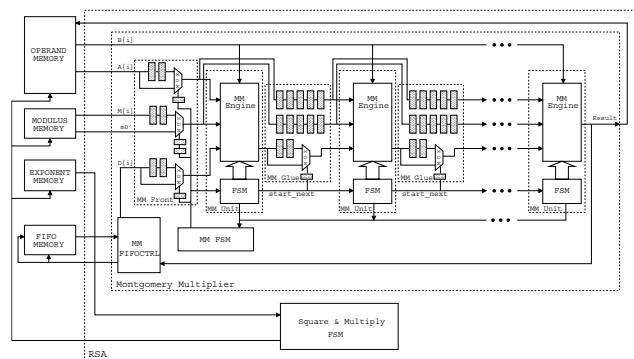 OPERAND
MEMORY
B[i]
A[i]
MODULUS
MEMORY
M[i]
m0'
EXPONENT
MEMORY
D[i]
FIFO
MEMORY
MM
FIFOCTRL
MM Front
MM FSM
MM
Engine
FSM
MM Unit
MM Glue
start_next
MM
Engine
FSM
MM Unit
MM Glue
start_next
MM
Engine
FSM
MM Unit
Result
Montgomery Multiplier
Square & Multiply
FSM
RSA